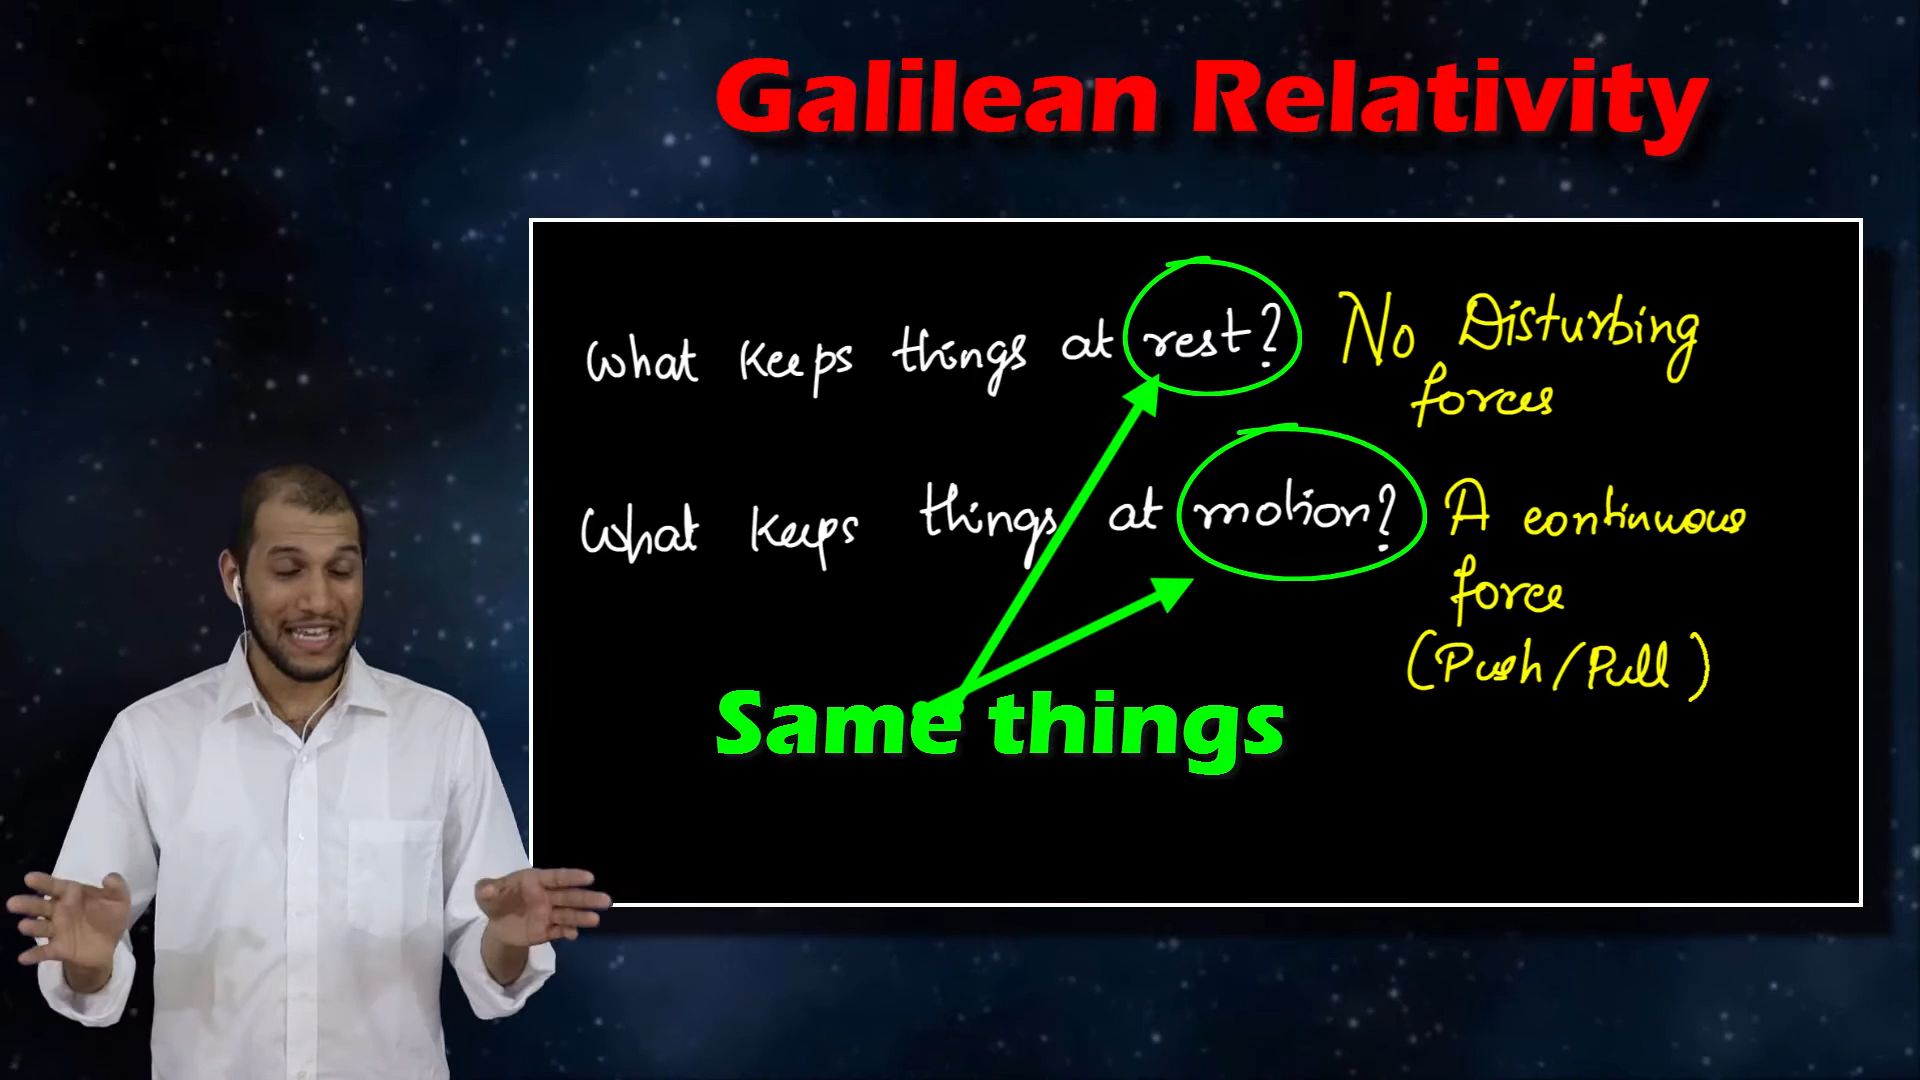 Galilean Relativity
What keeps things at rest? No Disturbing
forces
What keeps things at motion? A continuous
force
(Push/Pull)
Same things